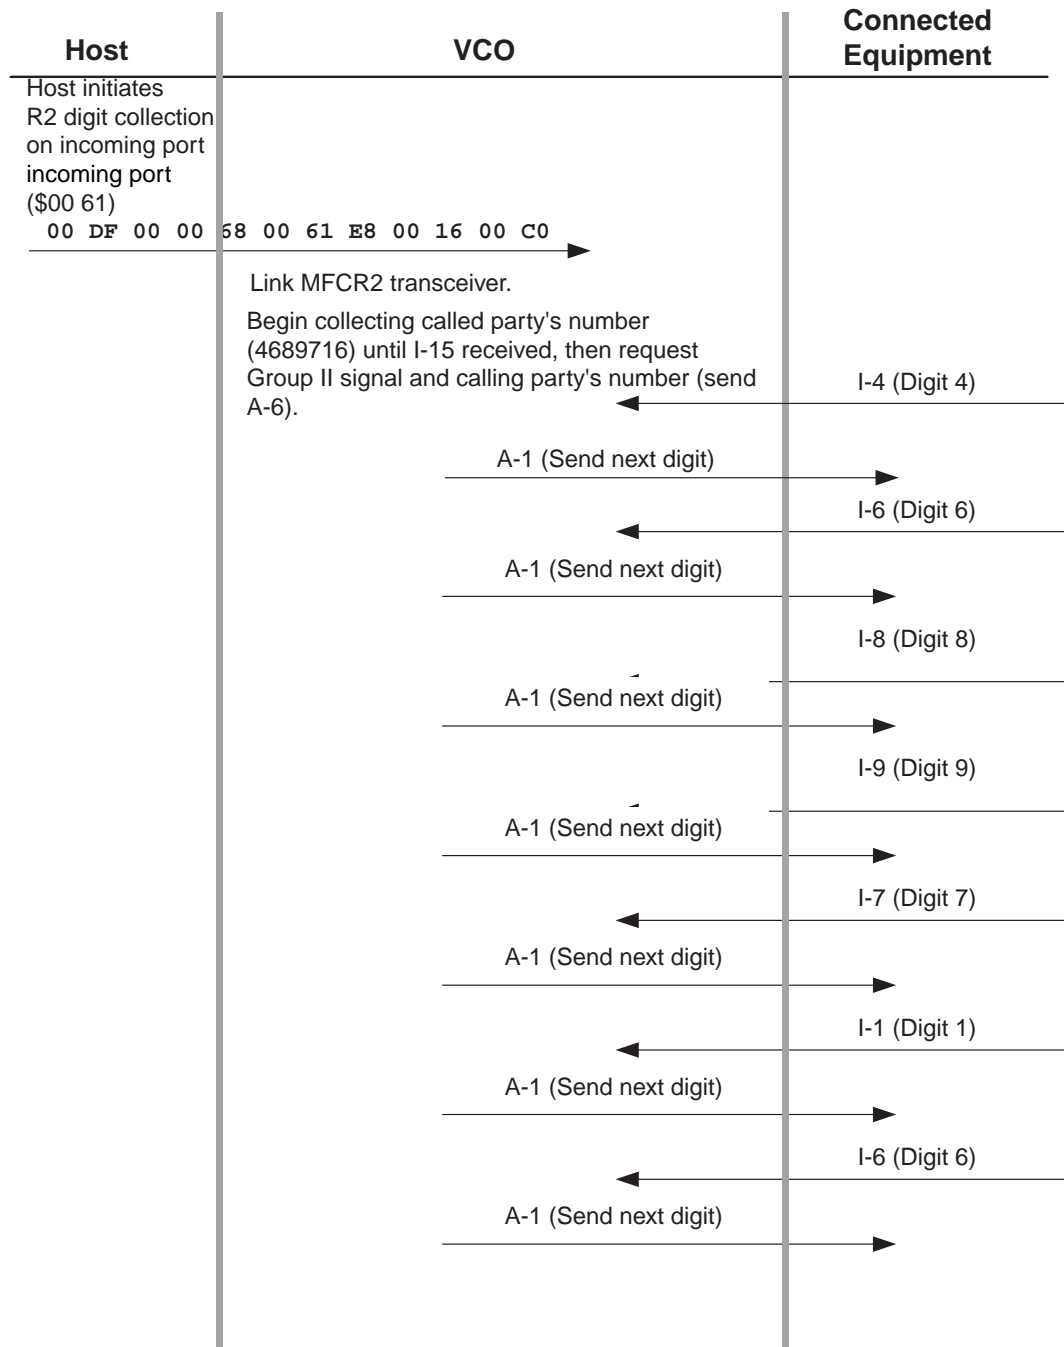 Host
VCO
Connected
Equipment
Host initiates
R2 digit collection
on incoming port
incoming port
($00 61)
00 DF 00 00 68 00 61 E8 00 16 00 C0
Link MFCR2 transceiver.
Begin collecting called party's number
(4689716) until I-15 received, then request
Group II signal and calling party's number (send
A-6).
I-4 (Digit 4)
A-1 (Send next digit)
I-6 (Digit 6)
A-1 (Send next digit)
I-8 (Digit 8)
A-1 (Send next digit)
I-9 (Digit 9)
A-1 (Send next digit)
I-7 (Digit 7)
A-1 (Send next digit)
I-1 (Digit 1)
A-1 (Send next digit)
I-6 (Digit 6)
A-1 (Send next digit)